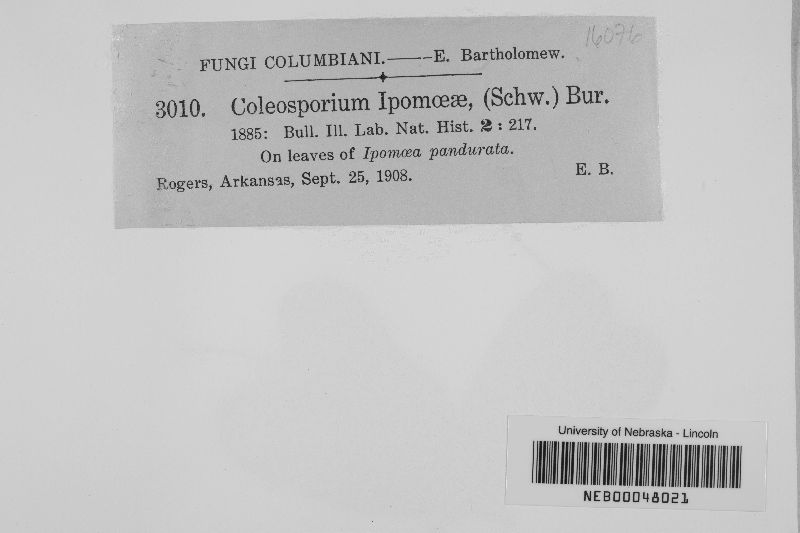 16076
FUNGI COLUMBIANI.——E. Bartholomew.
3010. Coleosporium Ipomœæ, (Schw.) Bur.
1885: Bull. Ill. Lab. Nat. Hist. 2 : 217.
On leaves of Ipomœa pandurata.
Rogers, Arkansas, Sept. 25, 1908. E. B.
University of Nebraska - Lincoln
NEB00048021